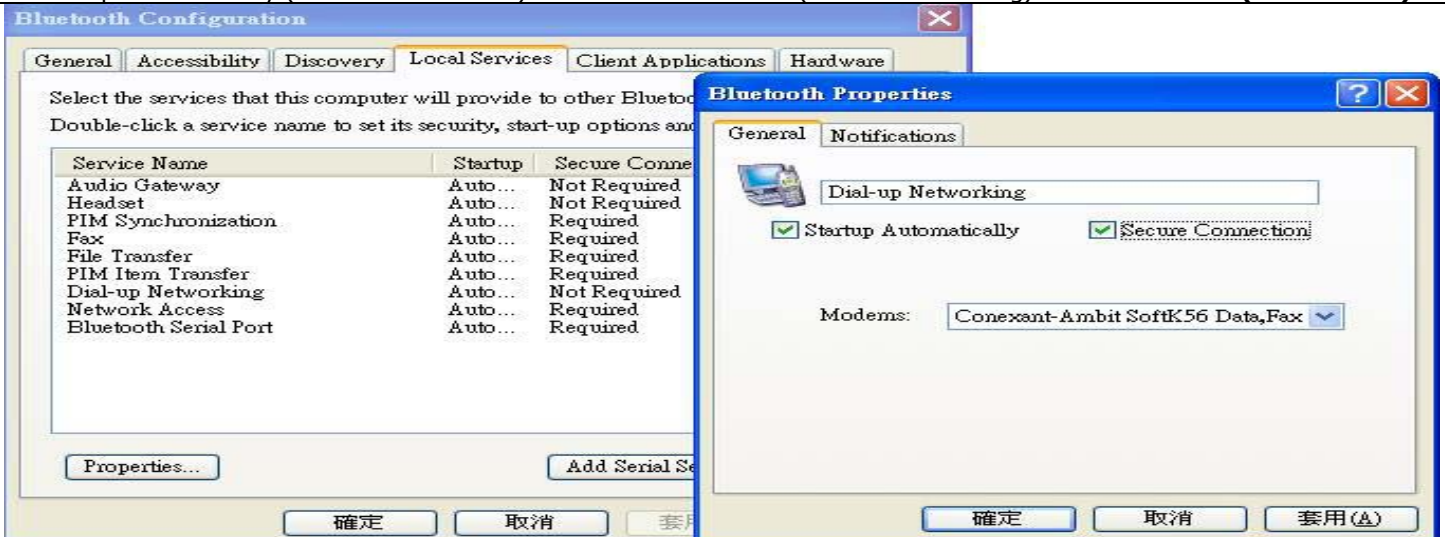 Bluetooth Configuration
General Accessibility Discovery Local Services Client Applications Hardware
Select the services that this computer will provide to other Bluetoo
Double-click a service name to set its security, start-up options and
Service Name Startup Secure Conne
Audio Gateway Auto... Not Required
Headset Auto... Not Required
PIM Synchronization Auto... Required
Fax Auto... Required
File Transfer Auto... Required
PIM Item Transfer Auto... Required
Dial-up Networking Auto... Not Required
Network Access Auto... Required
Bluetooth Serial Port Auto... Required
Properties... Add Serial Se
確定 取消 套用
Bluetooth Properties
General Notifications
Dial-up Networking
Startup Automatically Secure Connection
Modems: Conexant-Ambit SoftK56 Data,Fax
確定 取消 套用(A)